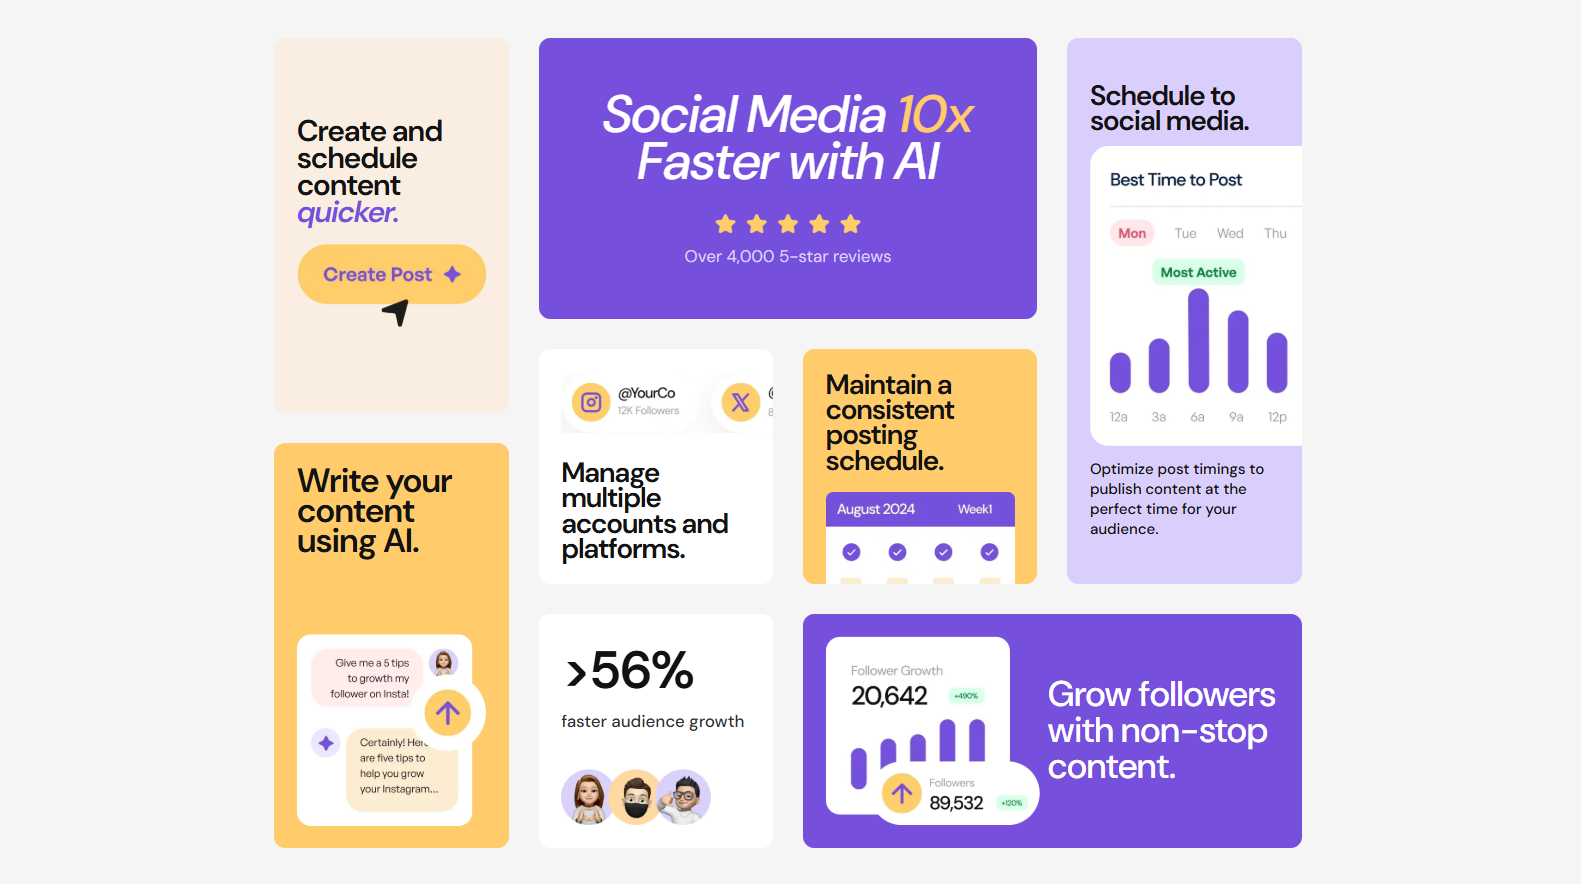 Create and
schedule
content
quicker.
Create Post
Social Media 10x
Faster with AI
Over 4,000 5-star reviews
Schedule to
social media.
Best Time to Post
Mon Tue Wed Thu
Most Active
12a 3a 6a 9a 12p
Optimize post timings to
publish content at the
perfect time for your
audience.
Write your
content
using AI.
Give me a 5 tips
to growth my
follower on Insta!
Certainly! Here
are five tips to
help you grow
your Instagram...
@YourCo
12K Followers
Manage
multiple
accounts and
platforms.
Maintain a
consistent
posting
schedule.
August 2024 Week1
>56%
faster audience growth
Follower Growth
20,642 +490%
Followers
89,532 +120%
Grow followers
with non-stop
content.